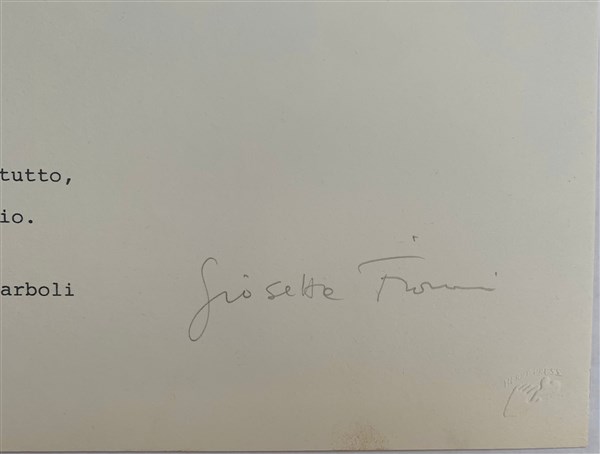 tutto,
io.
arboli
Giosetta Fioroni